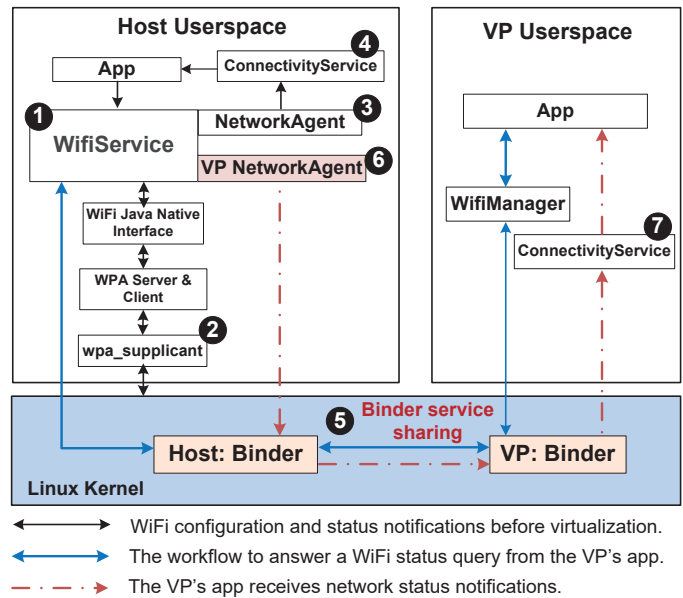 Host Userspace
VP Userspace
4
App
ConnectivityService
1
3
NetworkAgent
WifiService
6
VP NetworkAgent
WiFi Java Native
Interface
WPA Server &
Client
2
wpa_supplicant
App
WifiManager
7
ConnectivityService
5
Binder service
sharing
Host: Binder
VP: Binder
Linux Kernel
WiFi configuration and status notifications before virtualization.
The workflow to answer a WiFi status query from the VP's app.
The VP's app receives network status notifications.